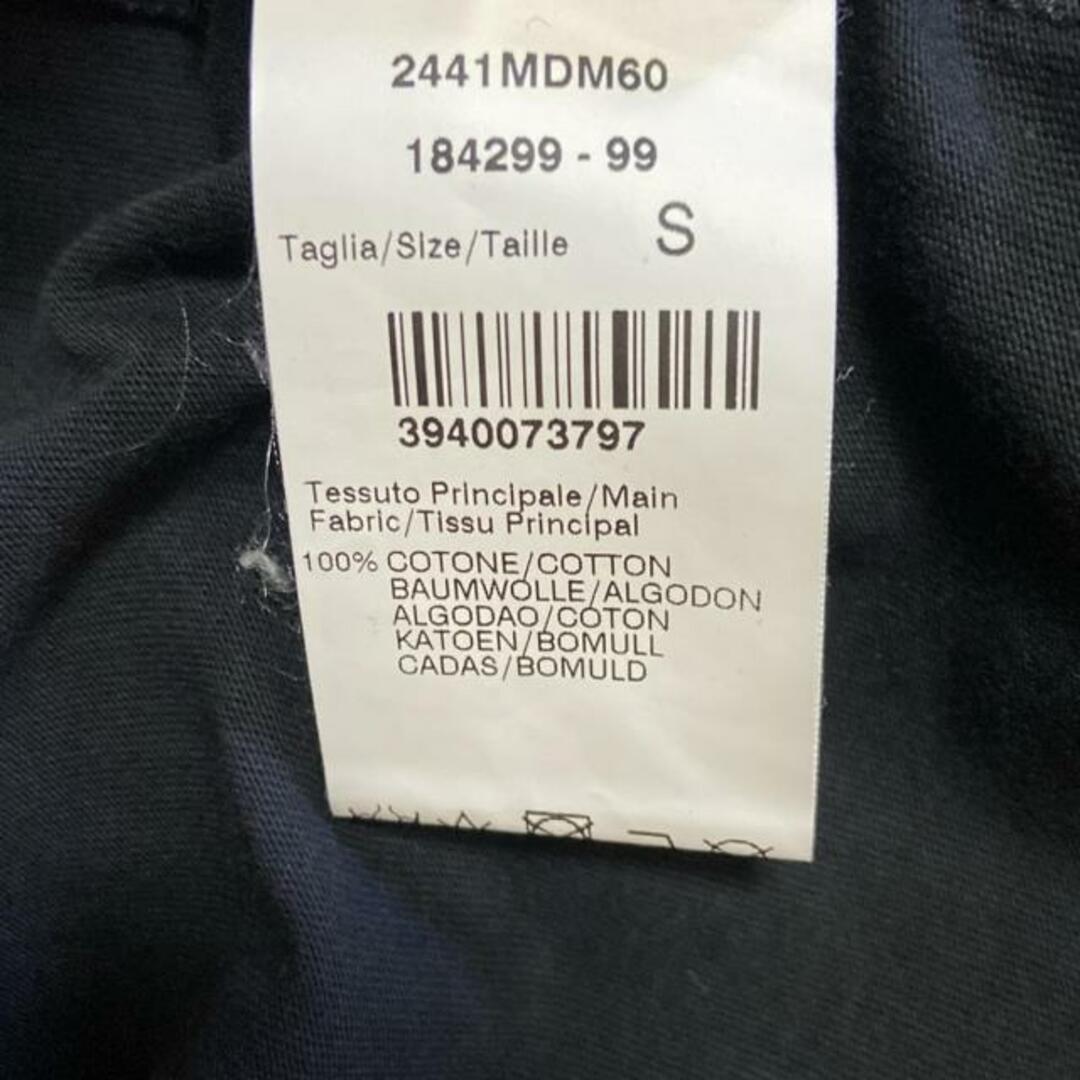 2441MDM60
184299 - 99
Taglia/Size/Taille S
3940073797
Tessuto Principale/Main
Fabric/Tissu Principal
100% COTONE/COTTON
BAUMWOLLE/ALGODON
ALGODAO/COTON
KATOEN/BOMULL
CADAS/BOMULD